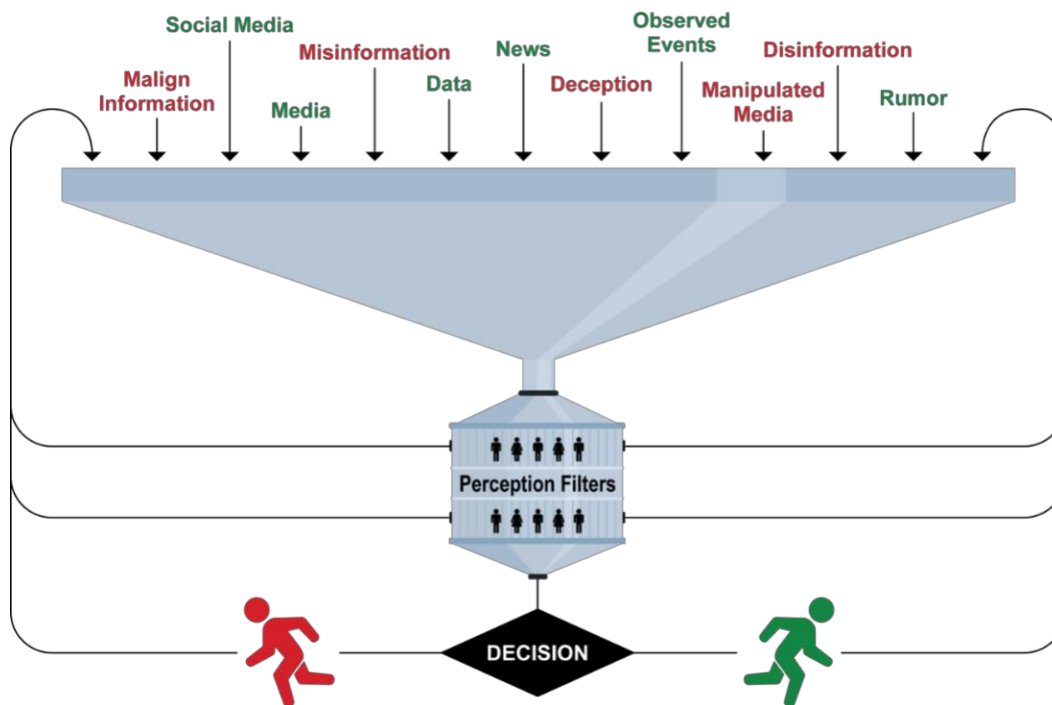 Social Media
Misinformation
News
Observed
Events
Disinformation
Malign
Information
Media
Data
Deception
Manipulated
Media
Rumor
Perception Filters
DECISION